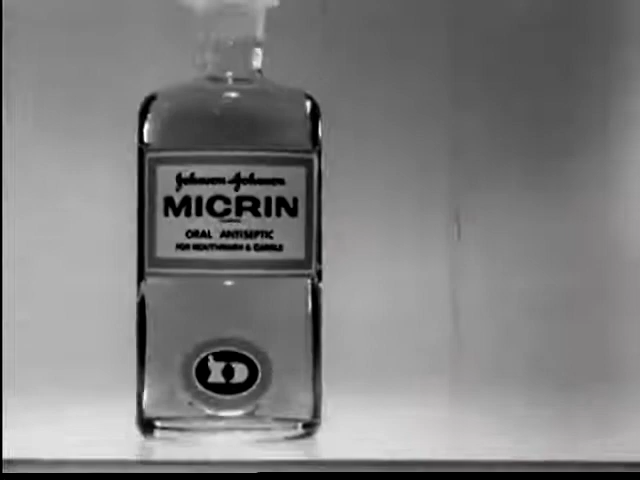 Johnson & Johnson
MICRIN
ORAL ANTISEPTIC
FOR MOUTHWASH & GARGLE